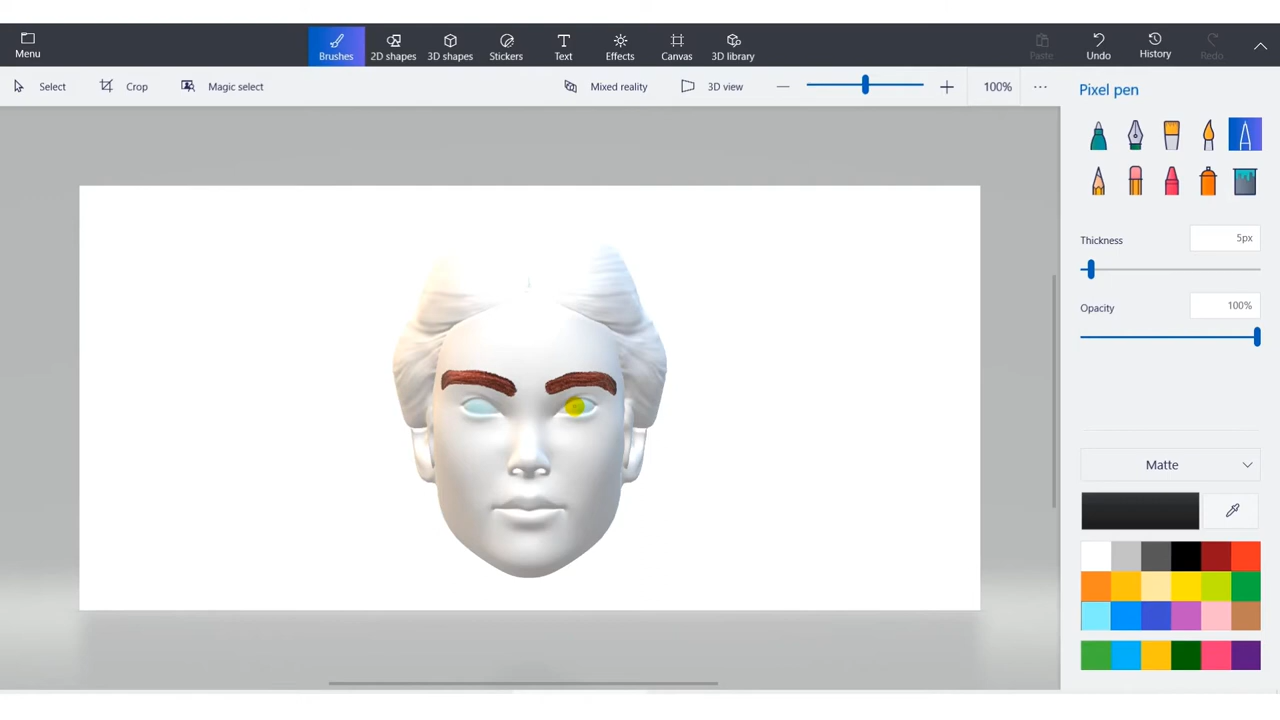 Menu
Brushes
2D shapes
3D shapes
Stickers
Text
Effects
Canvas
3D library
Paste
Undo
History
Redo
Select
Crop
Magic select
Mixed reality
3D view
100%
Pixel pen
Thickness
5px
Opacity
100%
Matte